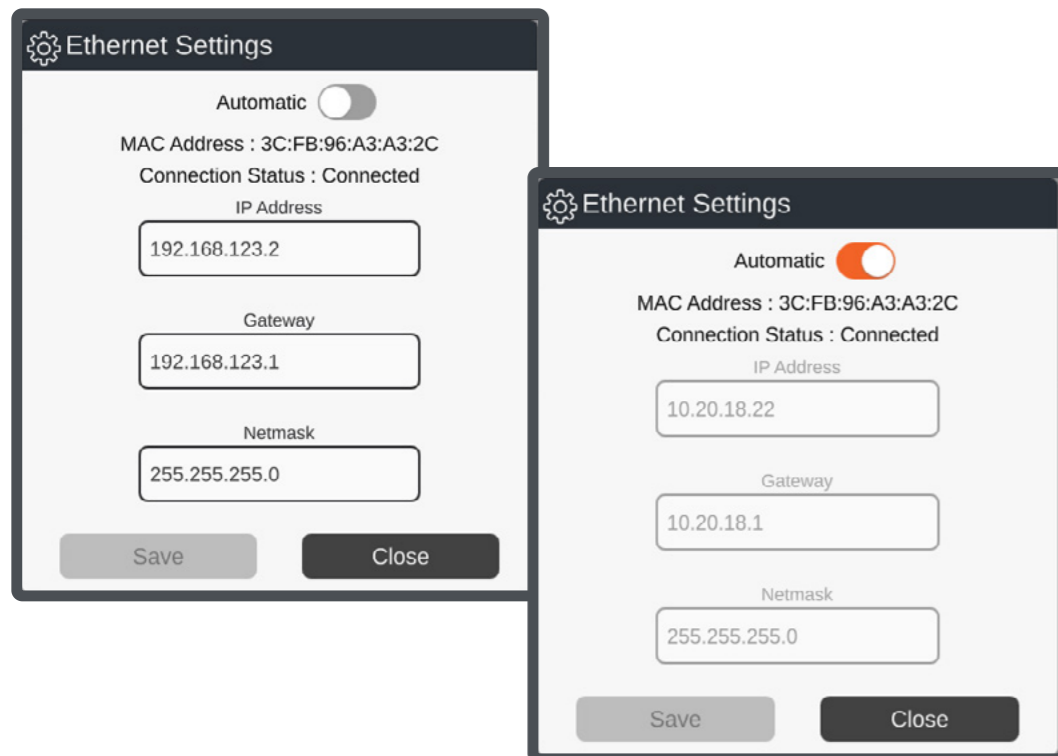 Ethernet Settings
Automatic
MAC Address : 3C:FB:96:A3:A3:2C
Connection Status : Connected
IP Address
192.168.123.2
Gateway
192.168.123.1
Netmask
255.255.255.0
Save Close
Ethernet Settings
Automatic
MAC Address : 3C:FB:96:A3:A3:2C
Connection Status : Connected
IP Address
10.20.18.22
Gateway
10.20.18.1
Netmask
255.255.255.0
Save Close